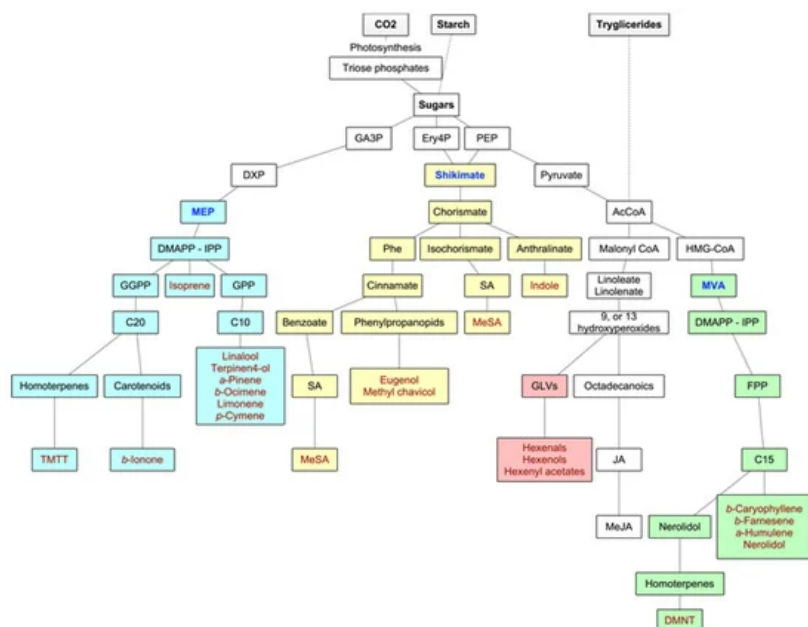 CO2
Starch
Tryglicerides
Photosynthesis
Triose phosphates
Sugars
GA3P
Ery4P
PEP
DXP
Shikimate
Pyruvate
MEP
Chorismate
AcCoA
DMAPP - IPP
Phe
Isochorismate
Anthralinate
Malonyl CoA
HMG-CoA
GGPP
Isoprene
GPP
Cinnamate
SA
Indole
Linoleate
Linolenate
MVA
C20
C10
Benzoate
Phenylpropanopids
MeSA
9, or 13
hydroxyperoxides
DMAPP - IPP
Linalool
Terpinen4-ol
a-Pinene
b-Ocimene
Limonene
p-Cymene
Homoterpenes
Carotenoids
SA
Eugenol
Methyl chavicol
GLVs
Octadecanoics
FPP
TMTT
b-Ionone
MeSA
Hexenals
Hexenols
Hexenyl acetates
JA
C15
MeJA
Nerolidol
b-Caryophyllene
b-Farnesene
a-Humulene
Nerolidol
Homoterpenes
DMNT